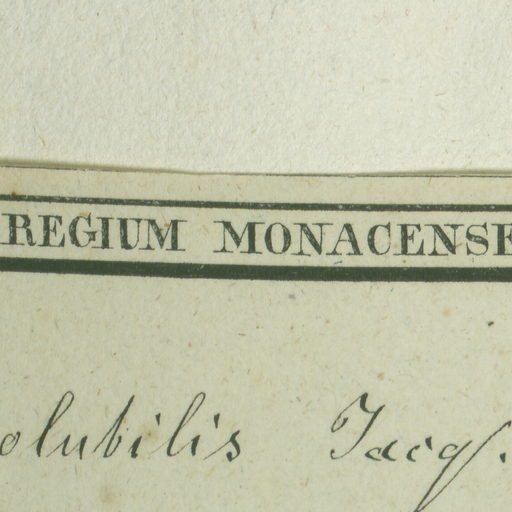 REGIUM MONACENSE
olubilis Jacq.